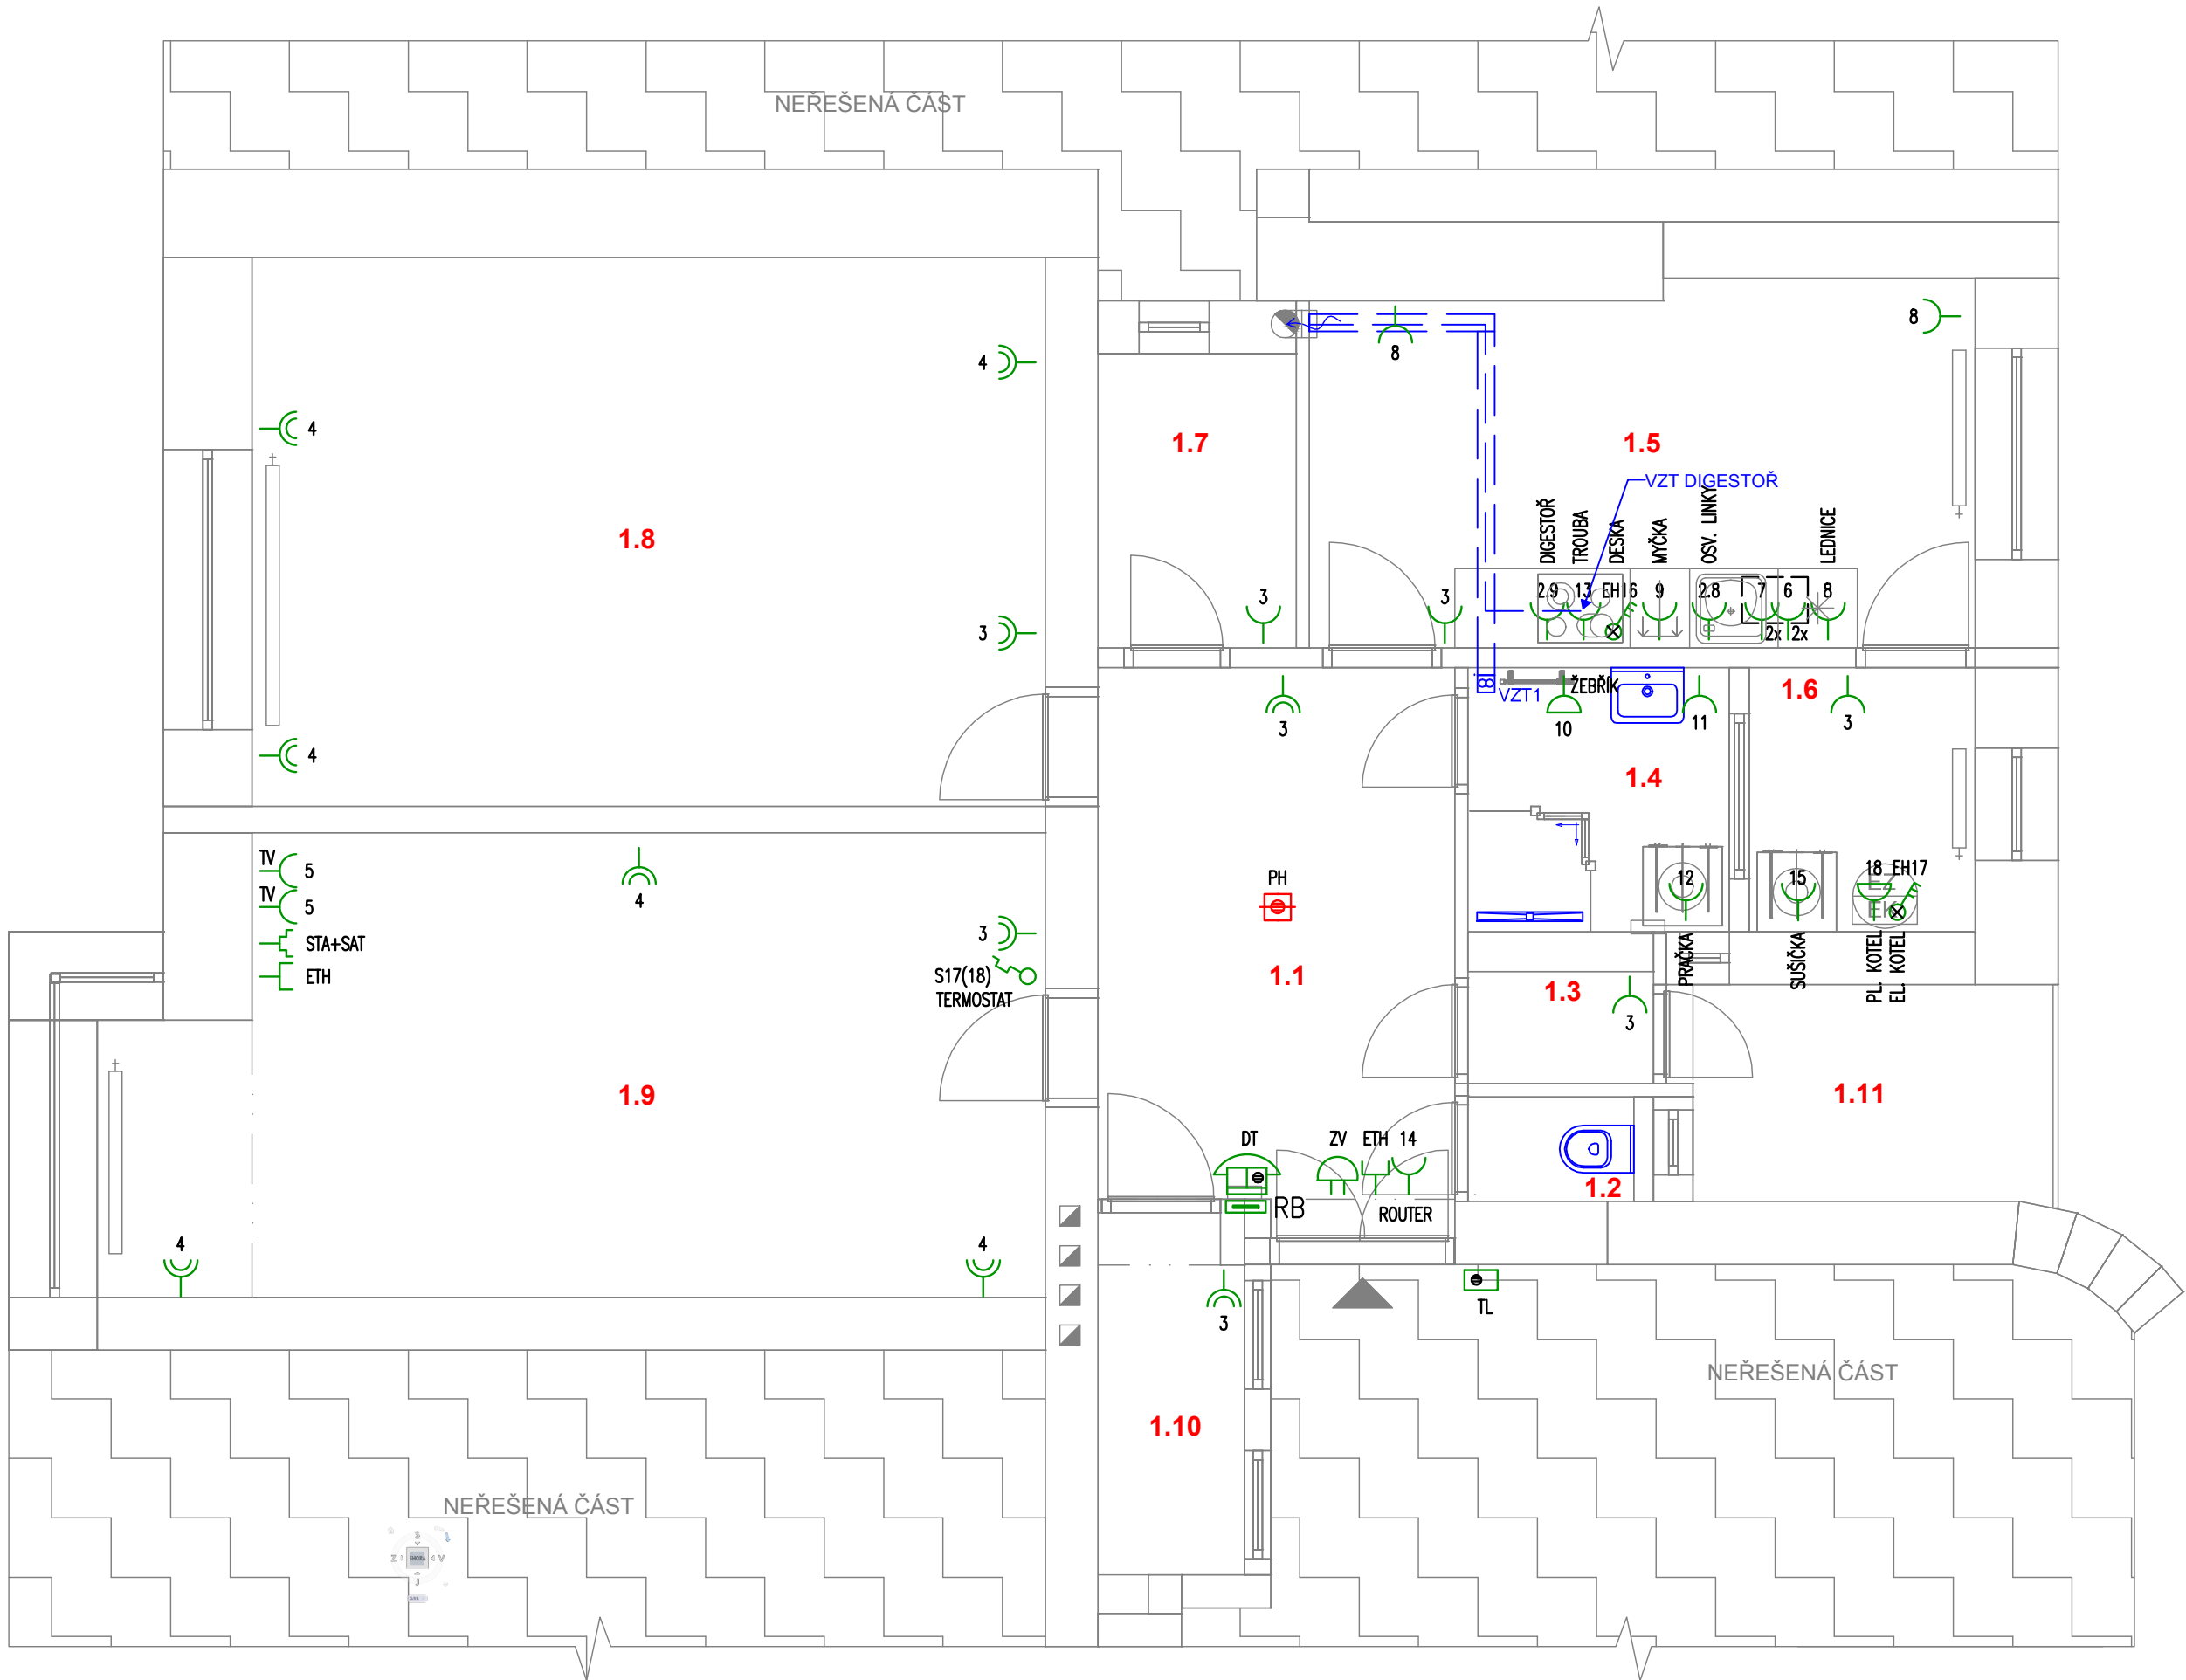 NEŘEŠENÁ ČÁST
8
8
4
4
1.7
1.5
VZT DIGESTOŘ
1.8
DIGESTOŘ
TROUBA
DESKA
MYČKA
OSV. LINKY
LEDNICE
3
3
2.9
13
EH16
9
2.8
7
6
8
2x
2x
3
VZT1
ŽEBŘÍK
10
11
1.6
3
3
4
1.4
TV
5
TV
5
4
PH
12
15
18
EH17
EZ
EK
3
STA+SAT
ETH
S17(18)
TERMOSTAT
1.1
1.3
3
PRAČKA
SUŠIČKA
PL. KOTEL
EL. KOTEL
1.9
1.11
DT
ZV
ETH
14
1.2
RB
ROUTER
4
4
3
TL
NEŘEŠENÁ ČÁST
1.10
NEŘEŠENÁ ČÁST
S
Z
SHORA
V
J